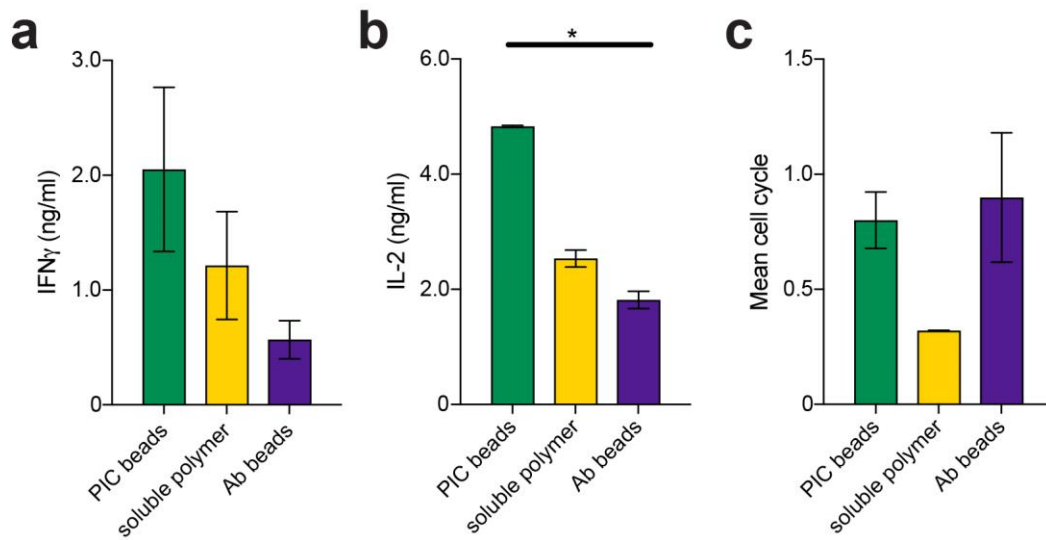 a
3.0
2.0
1.0
0
IFNγ (ng/ml)
PIC beads
soluble polymer
Ab beads
b
*
6.0
4.0
2.0
0
IL-2 (ng/ml)
PIC beads
soluble polymer
Ab beads
c
1.5
1.0
0.5
0
Mean cell cycle
PIC beads
soluble polymer
Ab beads